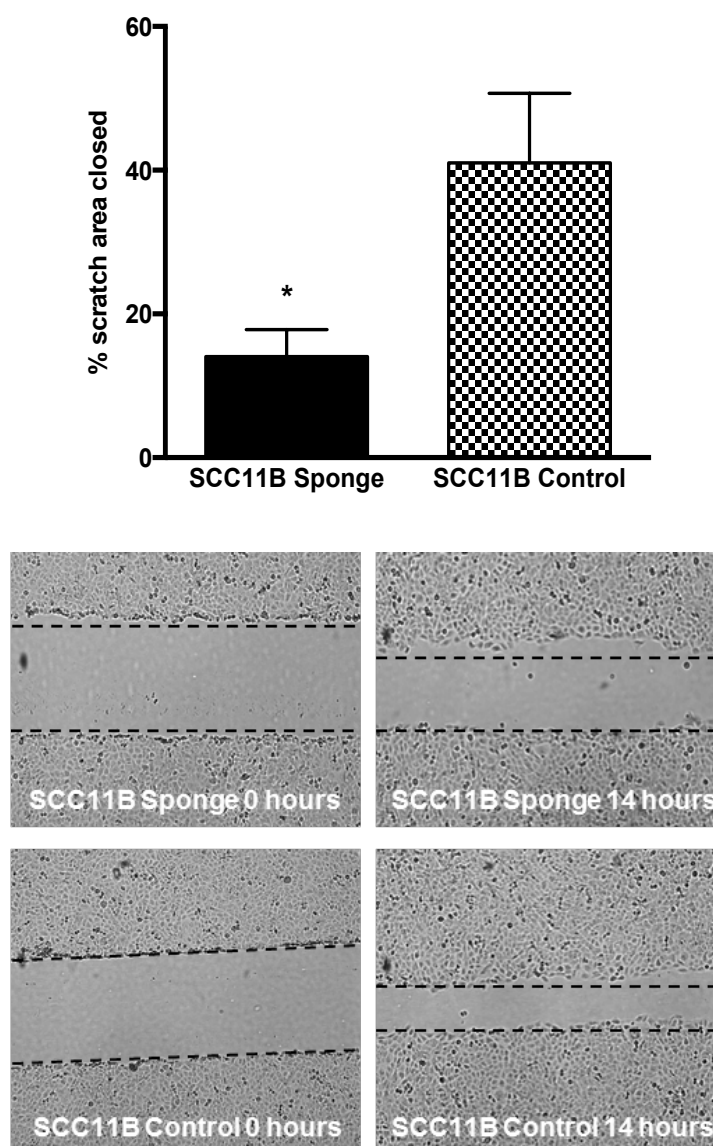 60
40
20
0
% scratch area closed
*
SCC11B Sponge
SCC11B Control
SCC11B Sponge 0 hours
SCC11B Sponge 14 hours
SCC11B Control 0 hours
SCC11B Control 14 hours